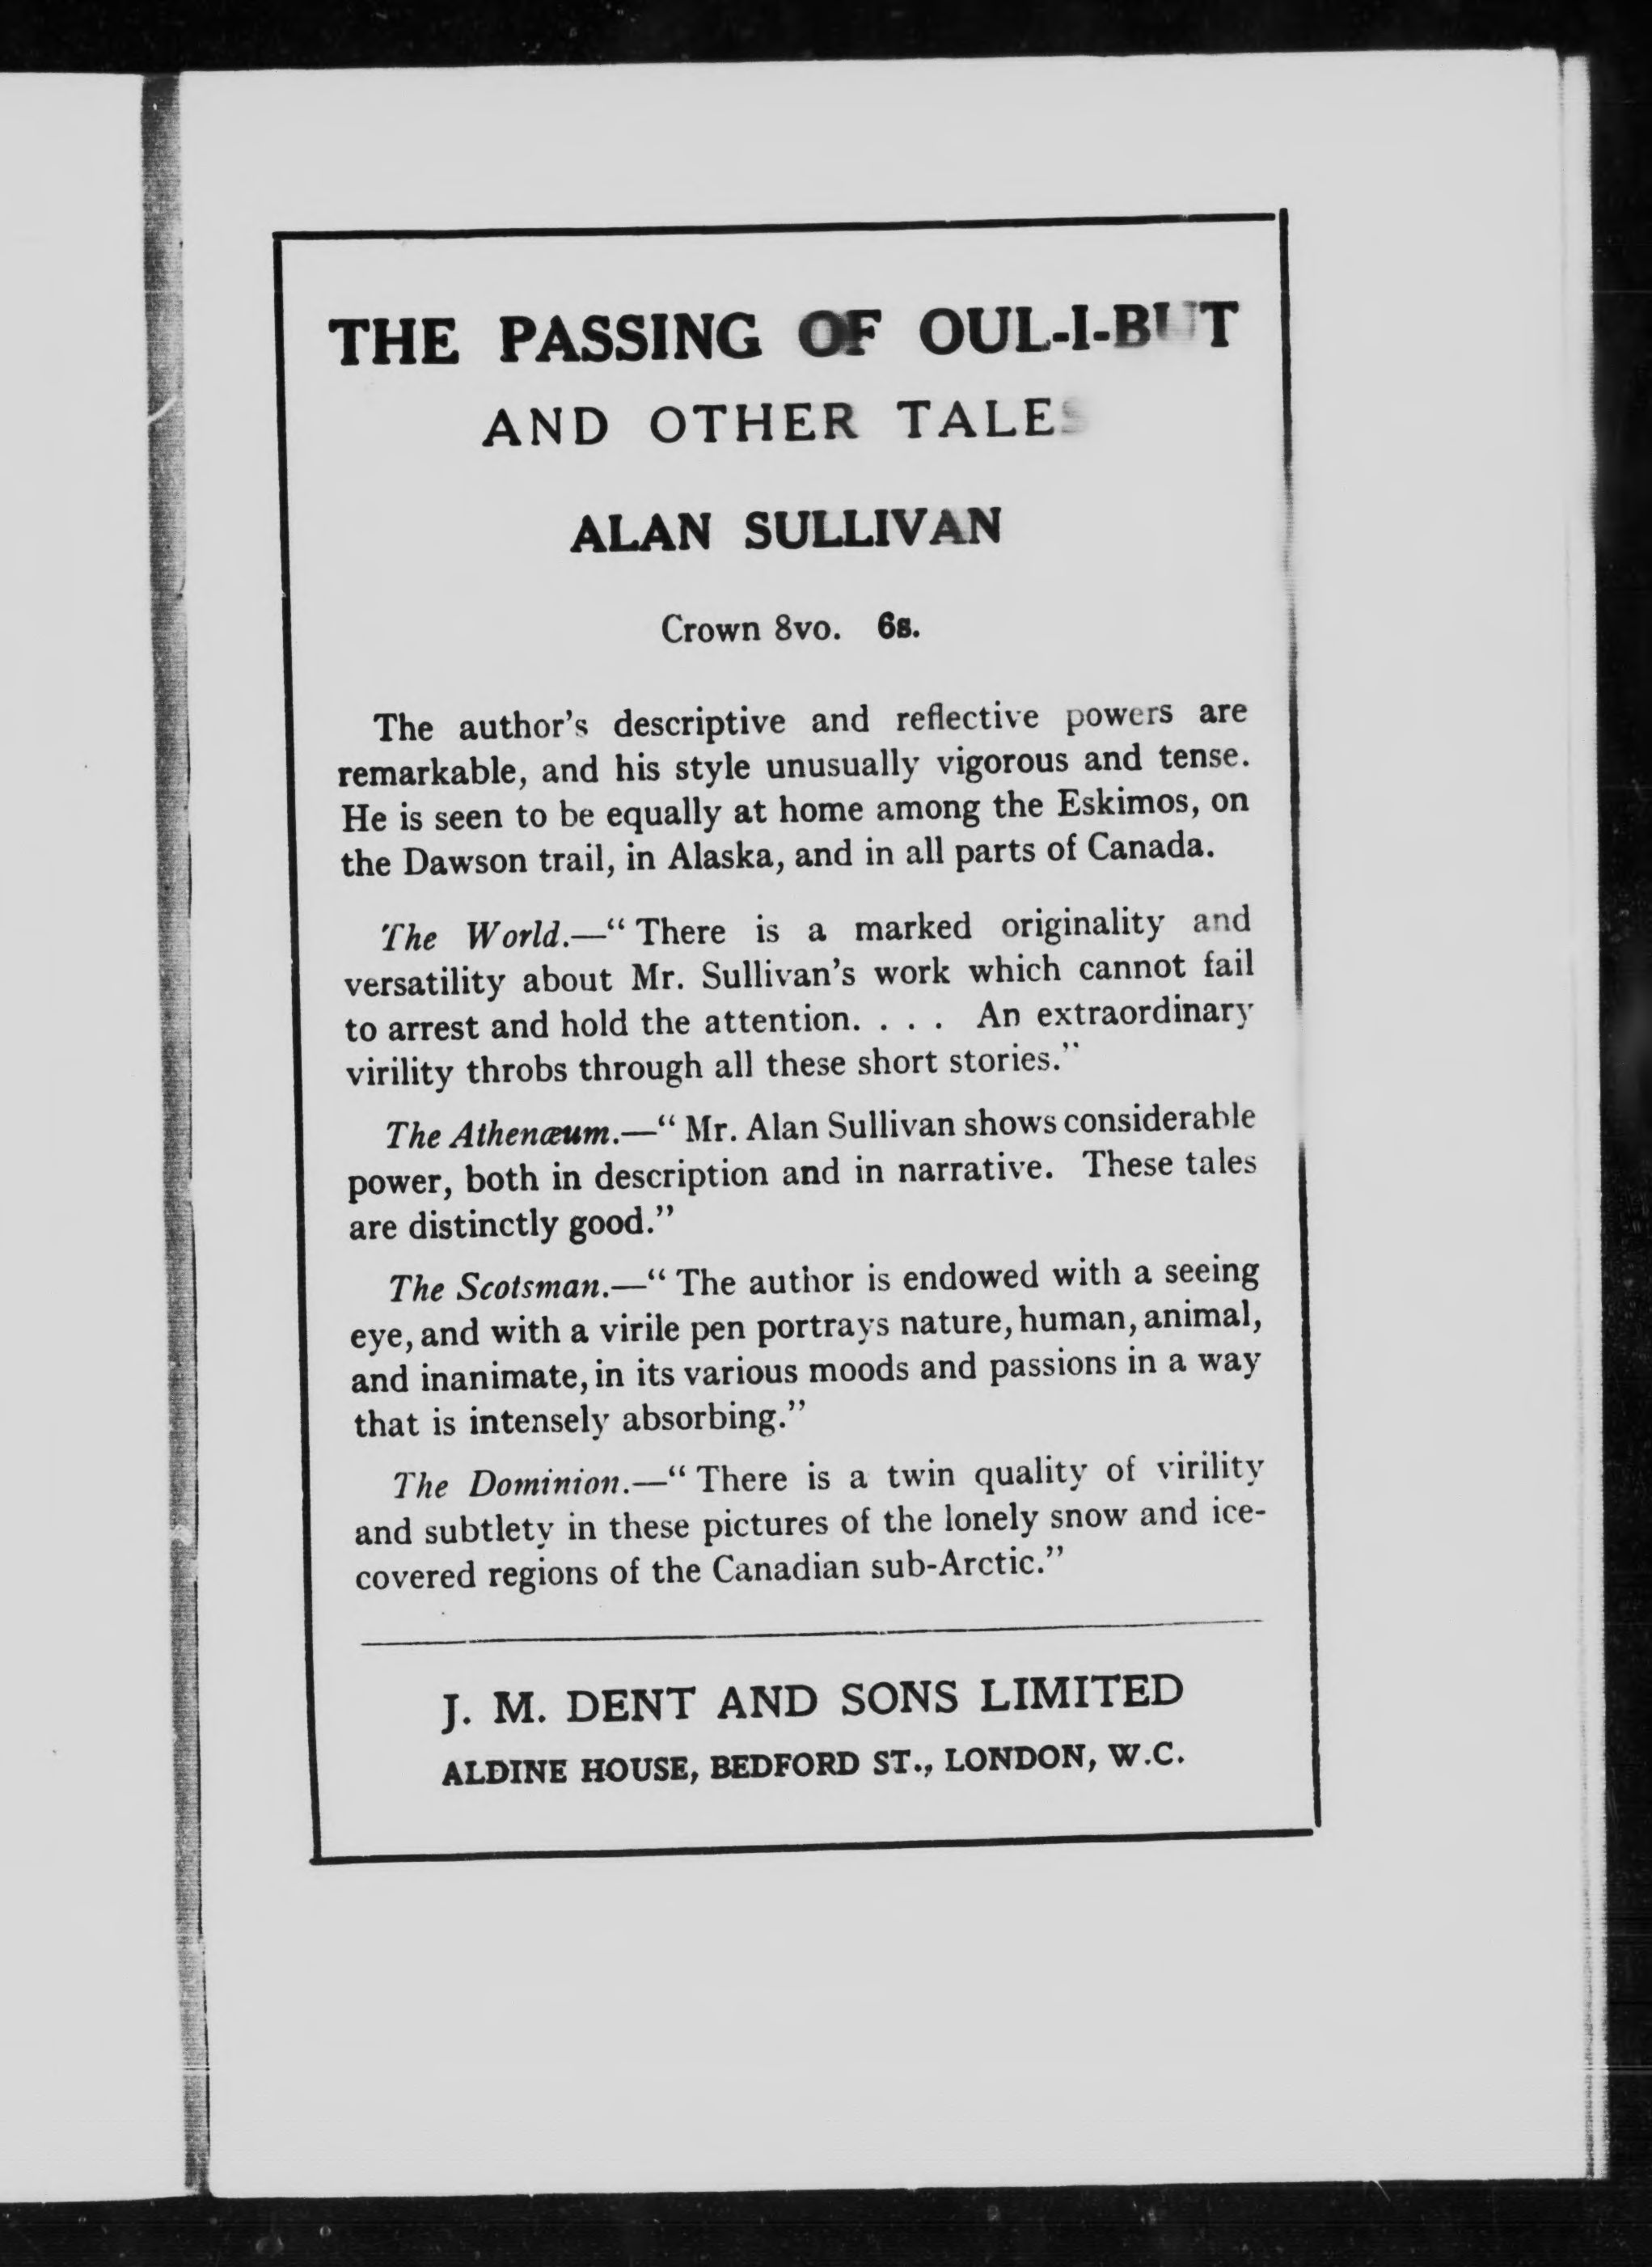 THE PASSING OF OUL-I-BUT
AND OTHER TALES
ALAN SULLIVAN
Crown 8vo. 6s.
The author's descriptive and reflective powers are
remarkable, and his style unusually vigorous and tense.
He is seen to be equally at home among the Eskimos, on
the Dawson trail, in Alaska, and in all parts of Canada.
The World.—“There is a marked originality and
versatility about Mr. Sullivan's work which cannot fail
to arrest and hold the attention. . . . An extraordinary
virility throbs through all these short stories.”
The Athenæum.—“Mr. Alan Sullivan shows considerable
power, both in description and in narrative. These tales
are distinctly good.”
The Scotsman.—“The author is endowed with a seeing
eye, and with a virile pen portrays nature, human, animal,
and inanimate, in its various moods and passions in a way
that is intensely absorbing.”
The Dominion.—“There is a twin quality of virility
and subtlety in these pictures of the lonely snow and ice-
covered regions of the Canadian sub-Arctic.”
J. M. DENT AND SONS LIMITED
ALDINE HOUSE, BEDFORD ST., LONDON, W.C.